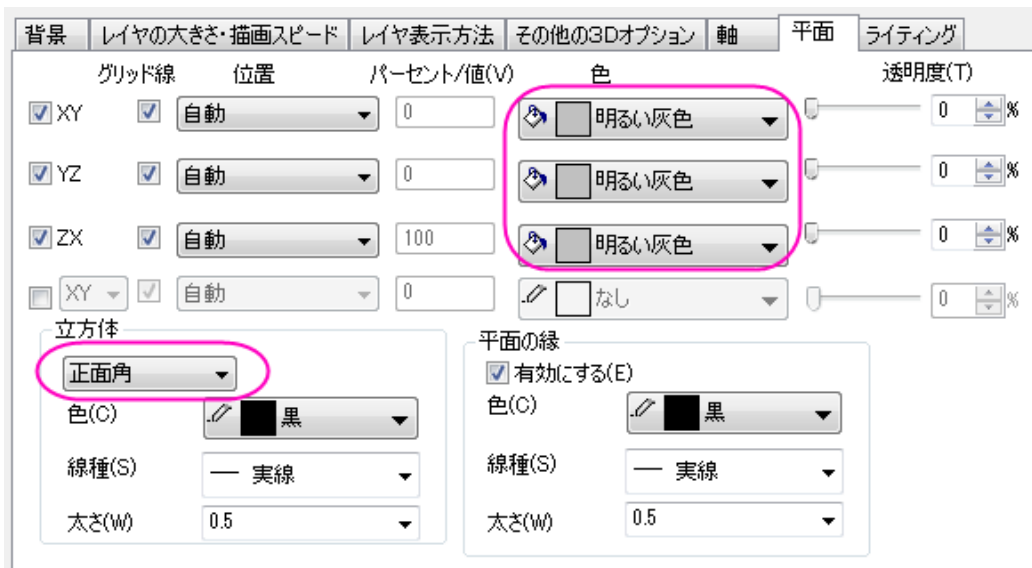 背景 レイヤの大きさ・描画スピード レイヤ表示方法 その他の3Dオプション 軸 平面 ライティング
グリッド線 位置 パーセント/値(V) 色 透明度(T)
XY 自動 0 明るい灰色 0 %
YZ 自動 0 明るい灰色 0 %
ZX 自動 100 明るい灰色 0 %
XY 自動 0 なし 0 %
立方体
正面角
色(C) 黒
線種(S) 実線
太さ(W) 0.5
平面の縁
有効にする(E)
色(C) 黒
線種(S) 実線
太さ(W) 0.5